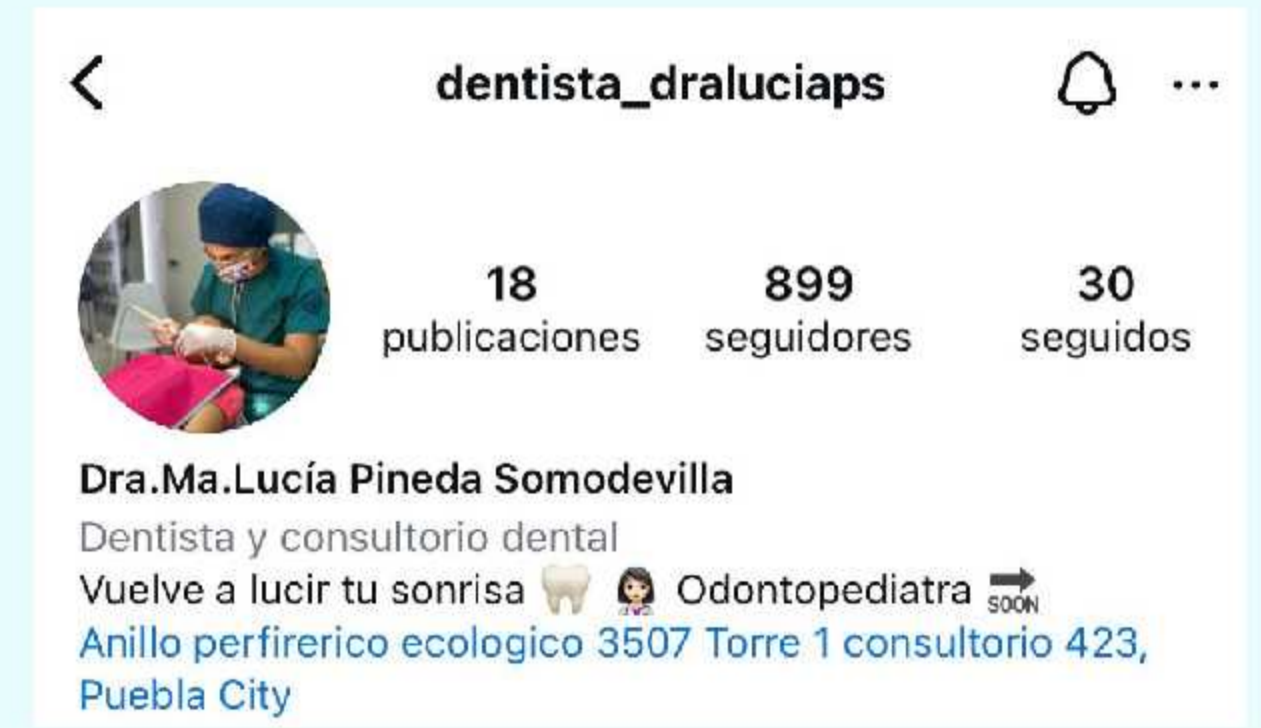 dentista_draluciaps
18 899 30
publicaciones seguidores seguidos
Dra.Ma.Lucía Pineda Somodevilla
Dentista y consultorio dental
Vuelve a lucir tu sonrisa 🦷 👩🏻‍⚕️ Odontopediatra 🔜
Anillo perfirerico ecologico 3507 Torre 1 consultorio 423,
Puebla City